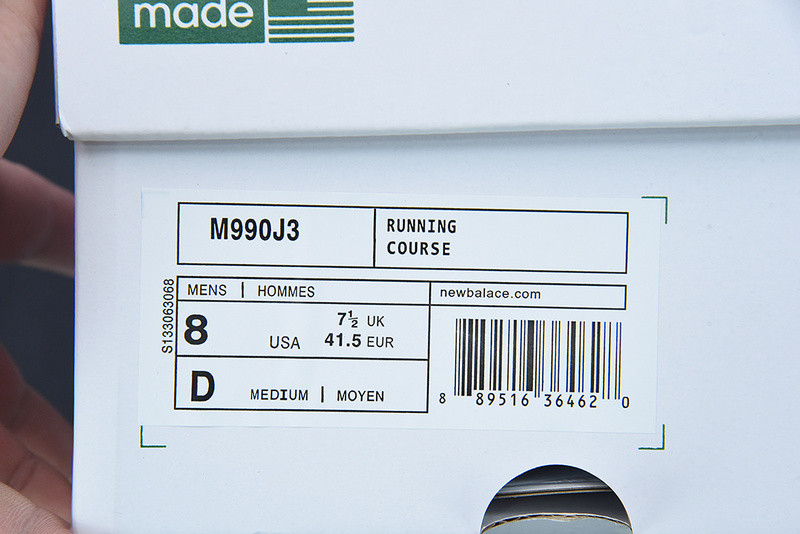 made
M990J3
RUNNING
COURSE
S133063068
MENS | HOMMES
newbalace.com
8 USA 7½ UK
41.5 EUR
D MEDIUM | MOYEN
8 89516 36462 0